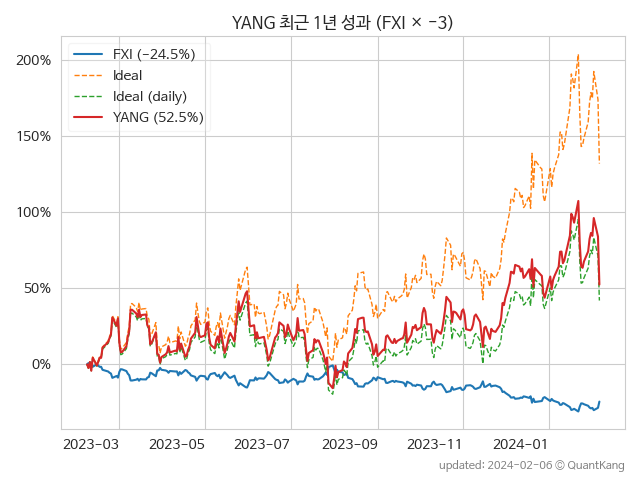 YANG 최근 1년 성과 (FXI × −3)
FXI (−24.5%)
Ideal
Ideal (daily)
YANG (52.5%)
200%
150%
100%
50%
0%
2023-03 2023-05 2023-07 2023-09 2023-11 2024-01
updated: 2024-02-06 ⓒ QuantKang